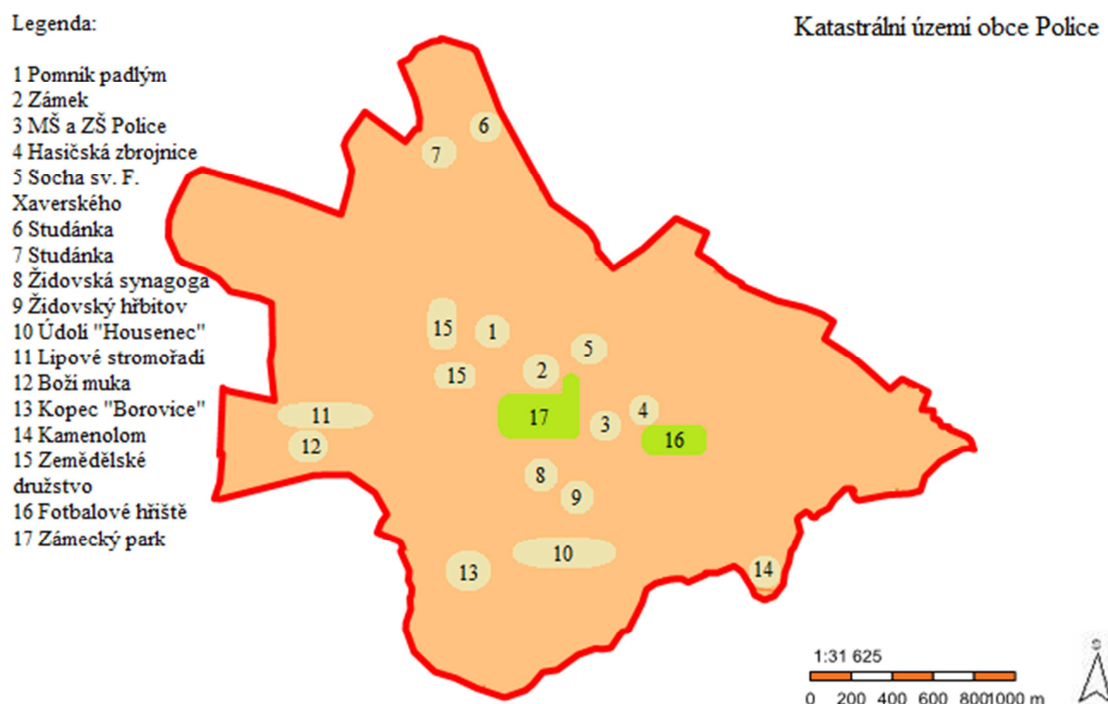 Legenda:
Katastrální území obce Police
1 Pomník padlým
2 Zámek
3 MŠ a ZŠ Police
4 Hasičská zbrojnice
5 Socha sv. F.
Xaverského
6 Studánka
7 Studánka
8 Židovská synagoga
9 Židovský hřbitov
10 Údolí "Housenec"
11 Lipové stromořadí
12 Boží muka
13 Kopec "Borovice"
14 Kamenolom
15 Zemědělské
družstvo
16 Fotbalové hřiště
17 Zámecký park
6
7
15
1
5
2
15
11
17
4
3
12
16
8
9
10
13
14
1:31 625
0 200 400 600 800 1000 m
S